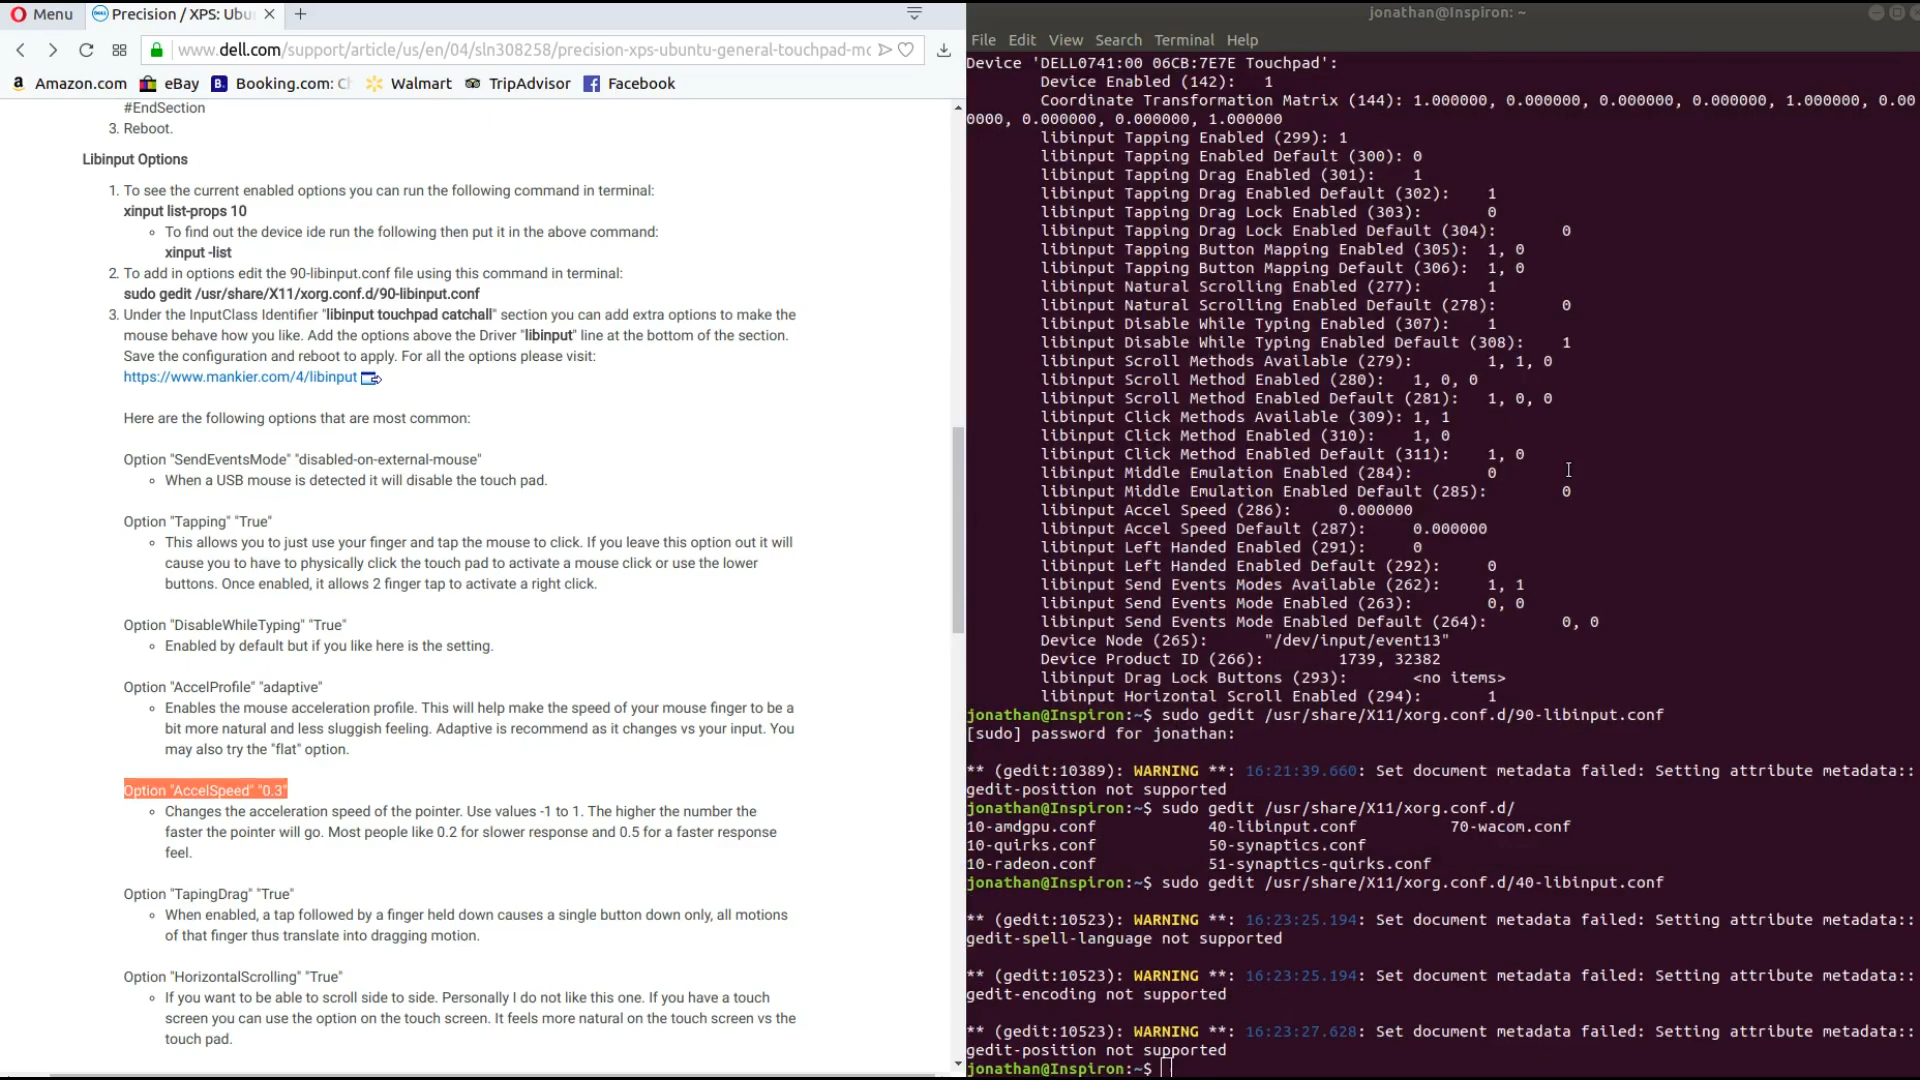 Menu
Precision / XPS: Ubu
www.dell.com/support/article/us/en/04/sln308258/precision-xps-ubuntu-general-touchpad-mo
Amazon.com
eBay
Booking.com: Ch
Walmart
TripAdvisor
Facebook
#EndSection
3. Reboot.
Libinput Options
1. To see the current enabled options you can run the following command in terminal:
xinput list-props 10
To find out the device ide run the following then put it in the above command:
xinput -list
2. To add in options edit the 90-libinput.conf file using this command in terminal:
sudo gedit /usr/share/X11/xorg.conf.d/90-libinput.conf
3. Under the InputClass Identifier "libinput touchpad catchall" section you can add extra options to make the
mouse behave how you like. Add the options above the Driver "libinput" line at the bottom of the section.
Save the configuration and reboot to apply. For all the options please visit:
https://www.mankier.com/4/libinput
Here are the following options that are most common:
Option "SendEventsMode" "disabled-on-external-mouse"
When a USB mouse is detected it will disable the touch pad.
Option "Tapping" "True"
This allows you to just use your finger and tap the mouse to click. If you leave this option out it will
cause you to have to physically click the touch pad to activate a mouse click or use the lower
buttons. Once enabled, it allows 2 finger tap to activate a right click.
Option "DisableWhileTyping" "True"
Enabled by default but if you like here is the setting.
Option "AccelProfile" "adaptive"
Enables the mouse acceleration profile. This will help make the speed of your mouse finger to be a
bit more natural and less sluggish feeling. Adaptive is recommend as it changes vs your input. You
may also try the "flat" option.
Option "AccelSpeed" "0.3"
Changes the acceleration speed of the pointer. Use values -1 to 1. The higher the number the
faster the pointer will go. Most people like 0.2 for slower response and 0.5 for a faster response
feel.
Option "TapingDrag" "True"
When enabled, a tap followed by a finger held down causes a single button down only, all motions
of that finger thus translate into dragging motion.
Option "HorizontalScrolling" "True"
If you want to be able to scroll side to side. Personally I do not like this one. If you have a touch
screen you can use the option on the touch screen. It feels more natural on the touch screen vs the
touch pad.
jonathan@Inspiron: ~
File Edit View Search Terminal Help
Device 'DELL0741:00 06CB:7E7E Touchpad':
Device Enabled (142): 1
Coordinate Transformation Matrix (144): 1.000000, 0.000000, 0.000000, 0.000000, 1.000000, 0.00
0000, 0.000000, 0.000000, 1.000000
libinput Tapping Enabled (299): 1
libinput Tapping Enabled Default (300): 0
libinput Tapping Drag Enabled (301): 1
libinput Tapping Drag Enabled Default (302): 1
libinput Tapping Drag Lock Enabled (303): 0
libinput Tapping Drag Lock Enabled Default (304): 0
libinput Tapping Button Mapping Enabled (305): 1, 0
libinput Tapping Button Mapping Default (306): 1, 0
libinput Natural Scrolling Enabled (277): 1
libinput Natural Scrolling Enabled Default (278): 0
libinput Disable While Typing Enabled (307): 1
libinput Disable While Typing Enabled Default (308): 1
libinput Scroll Methods Available (279): 1, 1, 0
libinput Scroll Method Enabled (280): 1, 0, 0
libinput Scroll Method Enabled Default (281): 1, 0, 0
libinput Click Methods Available (309): 1, 1
libinput Click Method Enabled (310): 1, 0
libinput Click Method Enabled Default (311): 1, 0
libinput Middle Emulation Enabled (284): 0
libinput Middle Emulation Enabled Default (285): 0
libinput Accel Speed (286): 0.000000
libinput Accel Speed Default (287): 0.000000
libinput Left Handed Enabled (291): 0
libinput Left Handed Enabled Default (292): 0
libinput Send Events Modes Available (262): 1, 1
libinput Send Events Mode Enabled (263): 0, 0
libinput Send Events Mode Enabled Default (264): 0, 0
Device Node (265): "/dev/input/event13"
Device Product ID (266): 1739, 32382
libinput Drag Lock Buttons (293): <no items>
libinput Horizontal Scroll Enabled (294): 1
jonathan@Inspiron:~$ sudo gedit /usr/share/X11/xorg.conf.d/90-libinput.conf
[sudo] password for jonathan:
** (gedit:10389): WARNING **: 16:21:39.660: Set document metadata failed: Setting attribute metadata::
gedit-position not supported
jonathan@Inspiron:~$ sudo gedit /usr/share/X11/xorg.conf.d/
10-amdgpu.conf 40-libinput.conf 70-wacom.conf
10-quirks.conf 50-synaptics.conf
10-radeon.conf 51-synaptics-quirks.conf
jonathan@Inspiron:~$ sudo gedit /usr/share/X11/xorg.conf.d/40-libinput.conf
** (gedit:10523): WARNING **: 16:23:25.194: Set document metadata failed: Setting attribute metadata::
gedit-spell-language not supported
** (gedit:10523): WARNING **: 16:23:25.194: Set document metadata failed: Setting attribute metadata::
gedit-encoding not supported
** (gedit:10523): WARNING **: 16:23:27.628: Set document metadata failed: Setting attribute metadata::
gedit-position not supported
jonathan@Inspiron:~$